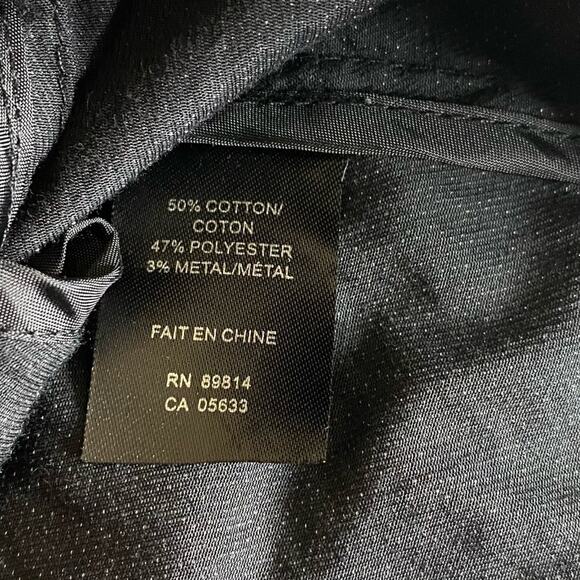 50% COTTON/
COTON
47% POLYESTER
3% METAL/MÉTAL
FAIT EN CHINE
RN 89814
CA 05633